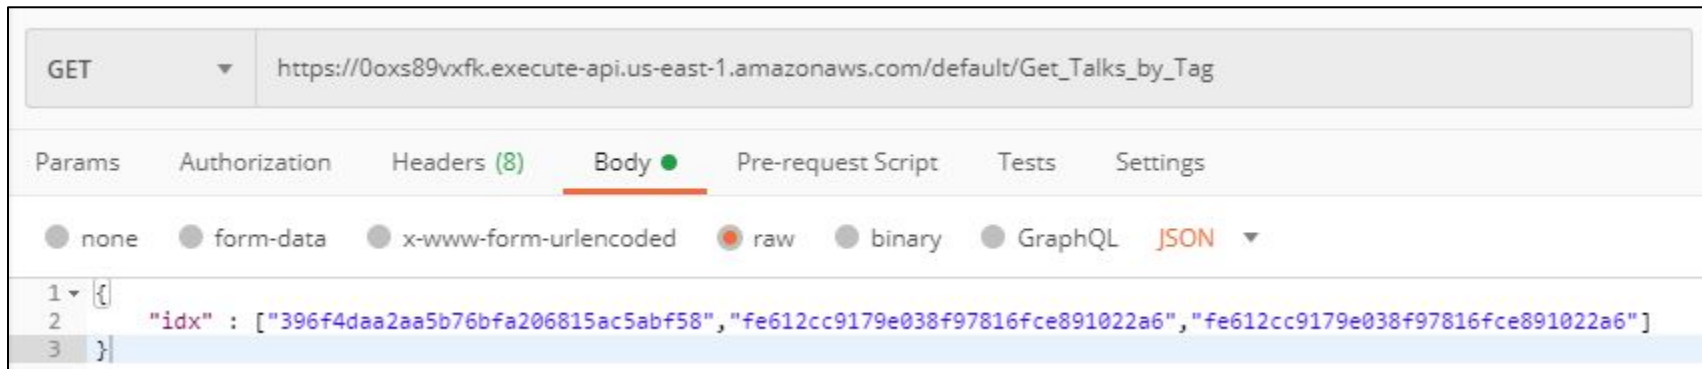 GET https://0oxs89vxfk.execute-api.us-east-1.amazonaws.com/default/Get_Talks_by_Tag
Params Authorization Headers (8) Body Pre-request Script Tests Settings
none form-data x-www-form-urlencoded raw binary GraphQL JSON
1 {
2 "idx" : ["396f4daa2aa5b76bfa206815ac5abf58","fe612cc9179e038f97816fce891022a6","fe612cc9179e038f97816fce891022a6"]
3 }